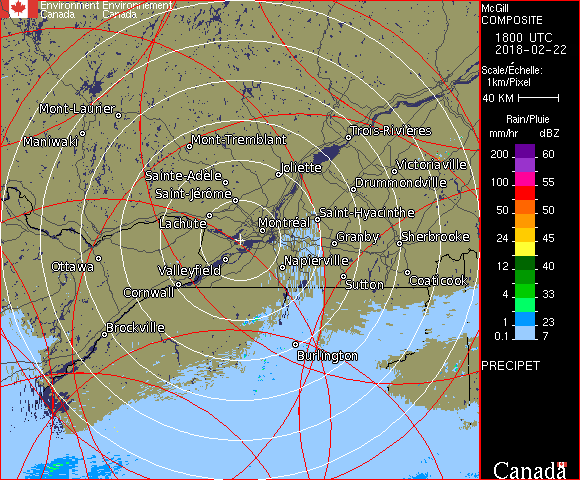 Environment Environnement
Canada Canada
McGill
COMPOSITE
1800 UTC
2018-02-22
Scale/Échelle:
1km/Pixel
40 KM
Rain/Pluie
mm/hr dBZ
200 60
100 55
50 50
24 45
12 40
4 33
1 23
0.1 7
PRECIPET
Canada
Mont-Laurier
Maniwaki
Mont-Tremblant
Trois-Rivières
Sainte-Adèle
Joliette
Victoriaville
Saint-Jérôme
Drummondville
Lachute
Montréal
Saint-Hyacinthe
Granby
Sherbrooke
Ottawa
Valleyfield
Napierville
Cornwall
Sutton
Coaticook
Brockville
Burlington